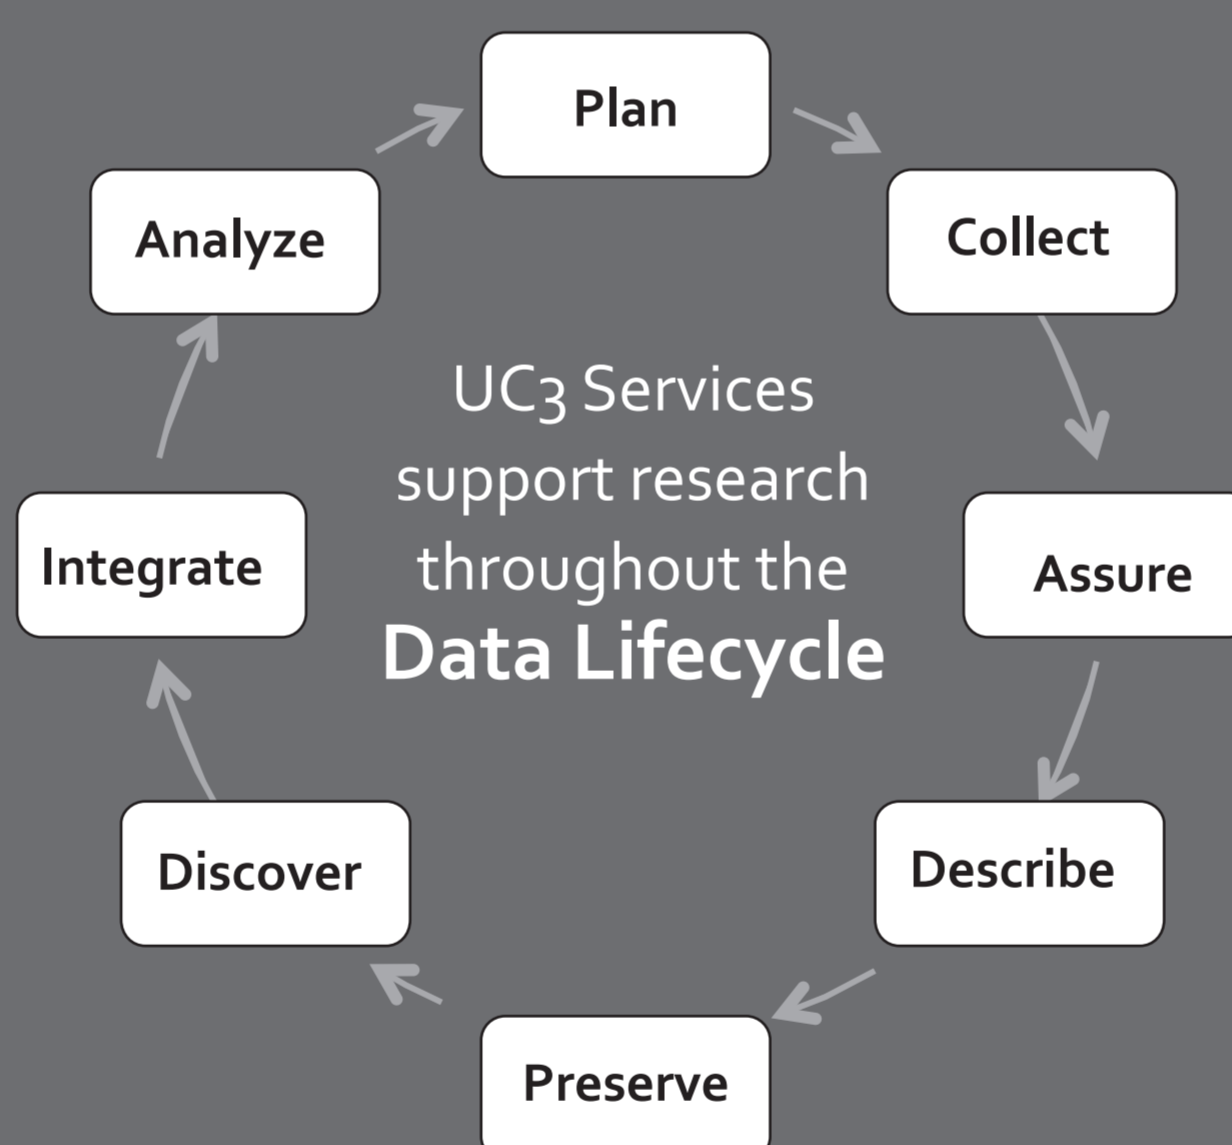 Plan
Collect
Analyze
UC3 Services
support research
throughout the
Data Lifecycle
Integrate
Assure
Discover
Describe
Preserve